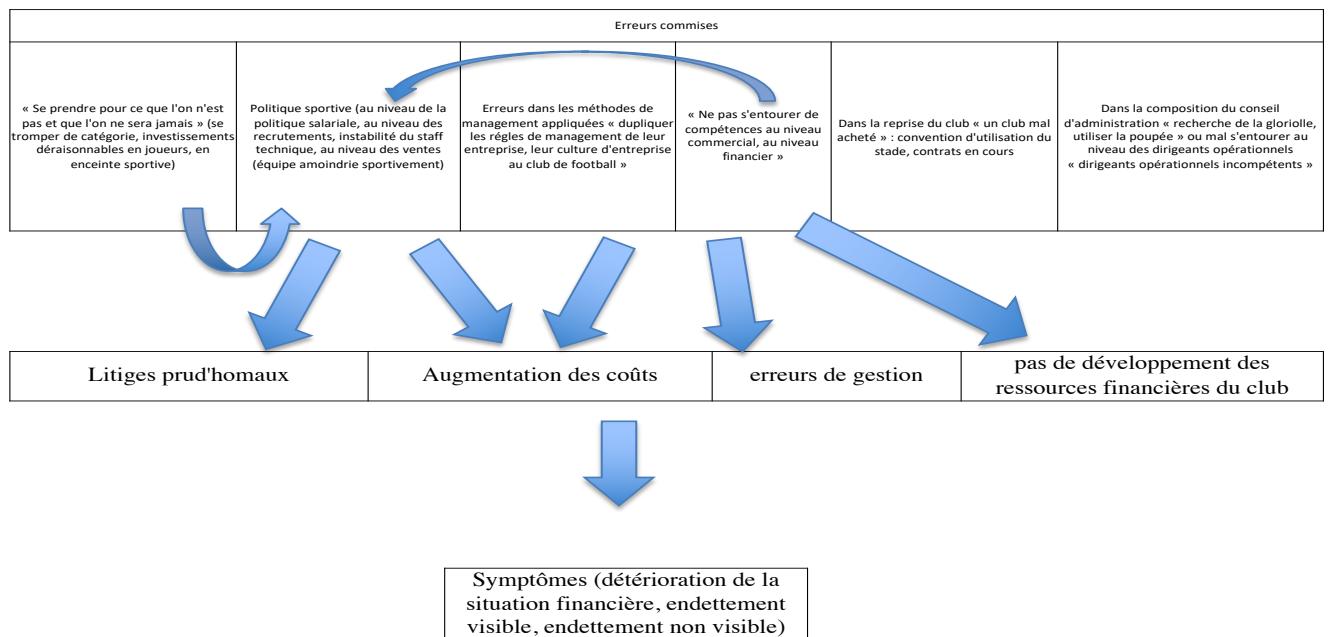 Erreurs commises
« Se prendre pour ce que l'on n'est
pas et que l'on ne sera jamais » (se
tromper de catégorie, investissements
déraisonnables en joueurs, en
enceinte sportive)
Politique sportive (au niveau de la
politique salariale, au niveau des
recrutements, instabilité du staff
technique, au niveau des ventes
(équipe amoindrie sportivement)
Erreurs dans les méthodes de
management appliquées « dupliquer
les régles de management de leur
entreprise, leur culture d'entreprise
au club de football »
« Ne pas s'entourer de
compétences au niveau
commercial, au niveau
financier »
Dans la reprise du club « un club mal
acheté » : convention d'utilisation du
stade, contrats en cours
Dans la composition du conseil
d'administration « recherche de la gloriolle,
utiliser la poupée » ou mal s'entourer au
niveau des dirigeants opérationnels
« dirigeants opérationnels incompétents »
Litiges prud'homaux
Augmentation des coûts
erreurs de gestion
pas de développement des
ressources financières du club
Symptômes (détérioration de la
situation financière, endettement
visible, endettement non visible)